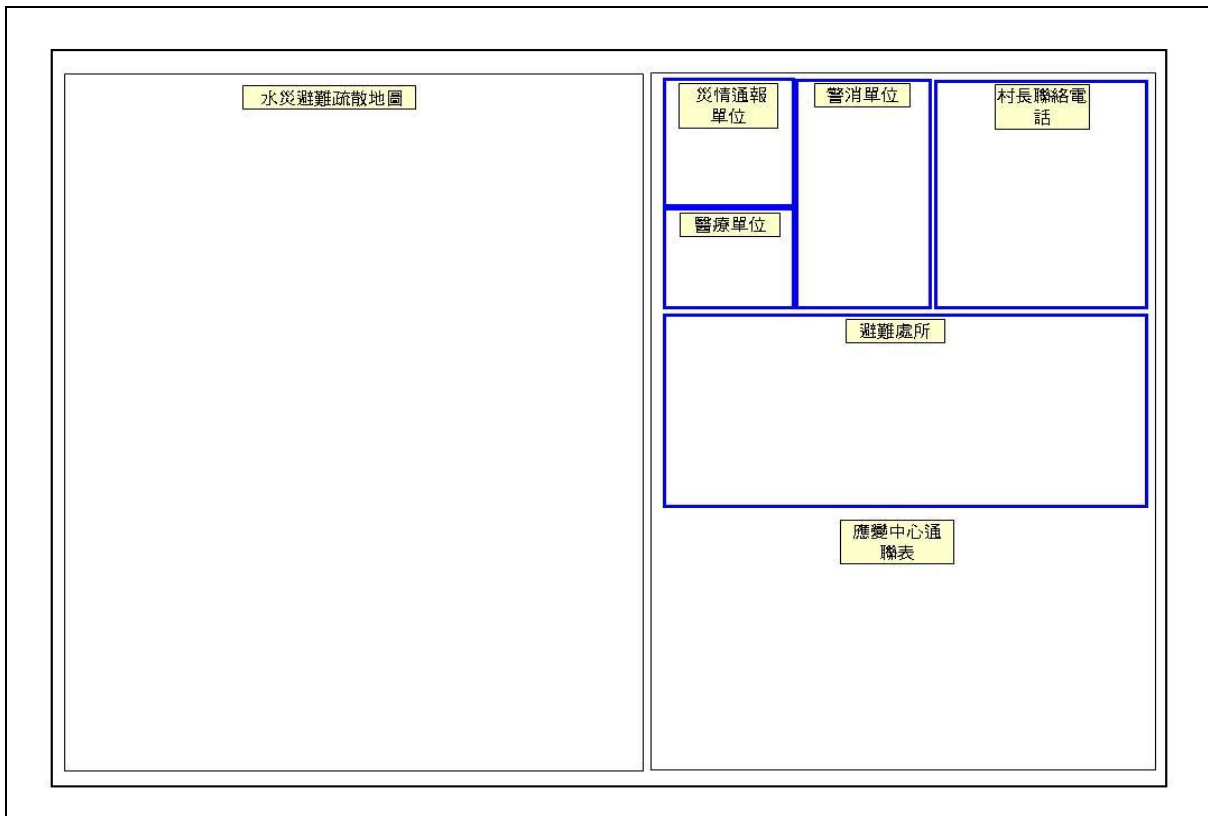 水災避難疏散地圖
災情通報
單位
警消單位
村長聯絡電
話
醫療單位
避難處所
應變中心通
聯表